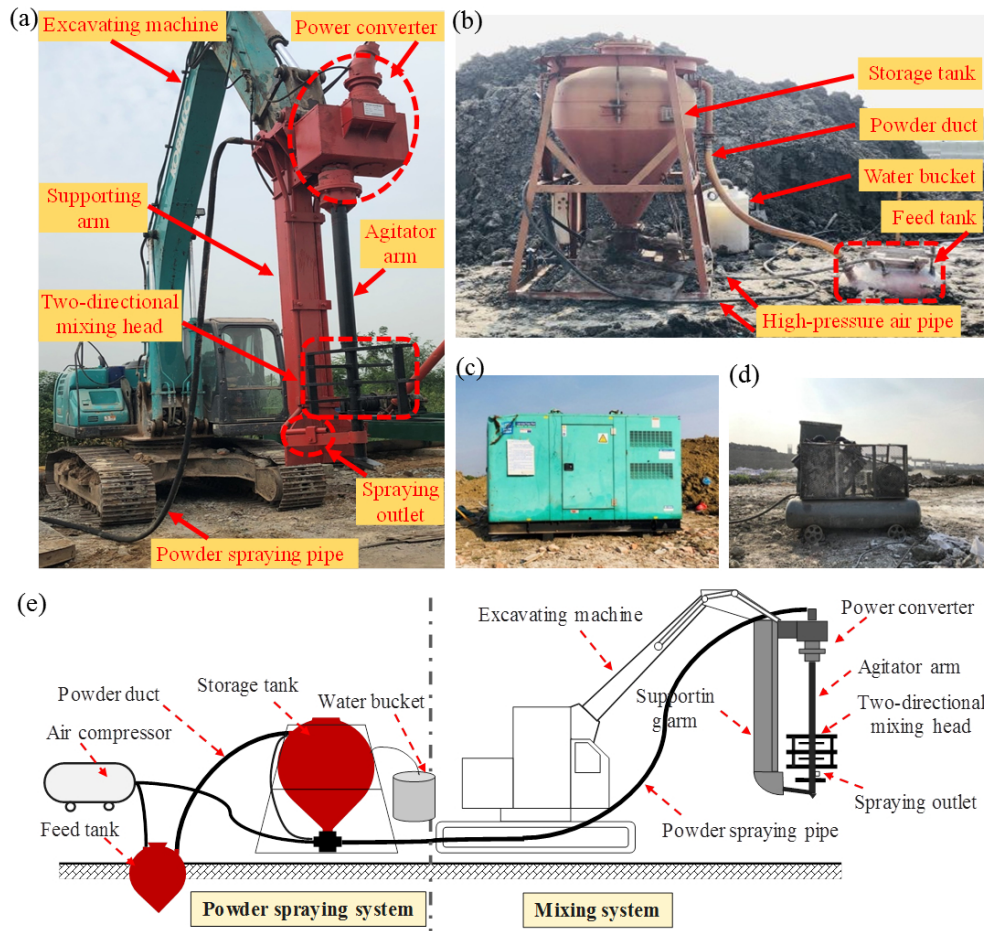 (a)
Excavating machine
Power converter
Supporting
arm
Agitator
arm
Two-directional
mixing head
Spraying
outlet
Powder spraying pipe
(b)
Storage tank
Powder duct
Water bucket
Feed tank
High-pressure air pipe
(c)
(d)
(e)
Excavating machine
Power converter
Powder duct
Storage tank
Water bucket
Supportin
g arm
Agitator arm
Two-directional
mixing head
Air compressor
Spraying outlet
Feed tank
Powder spraying pipe
Powder spraying system
Mixing system